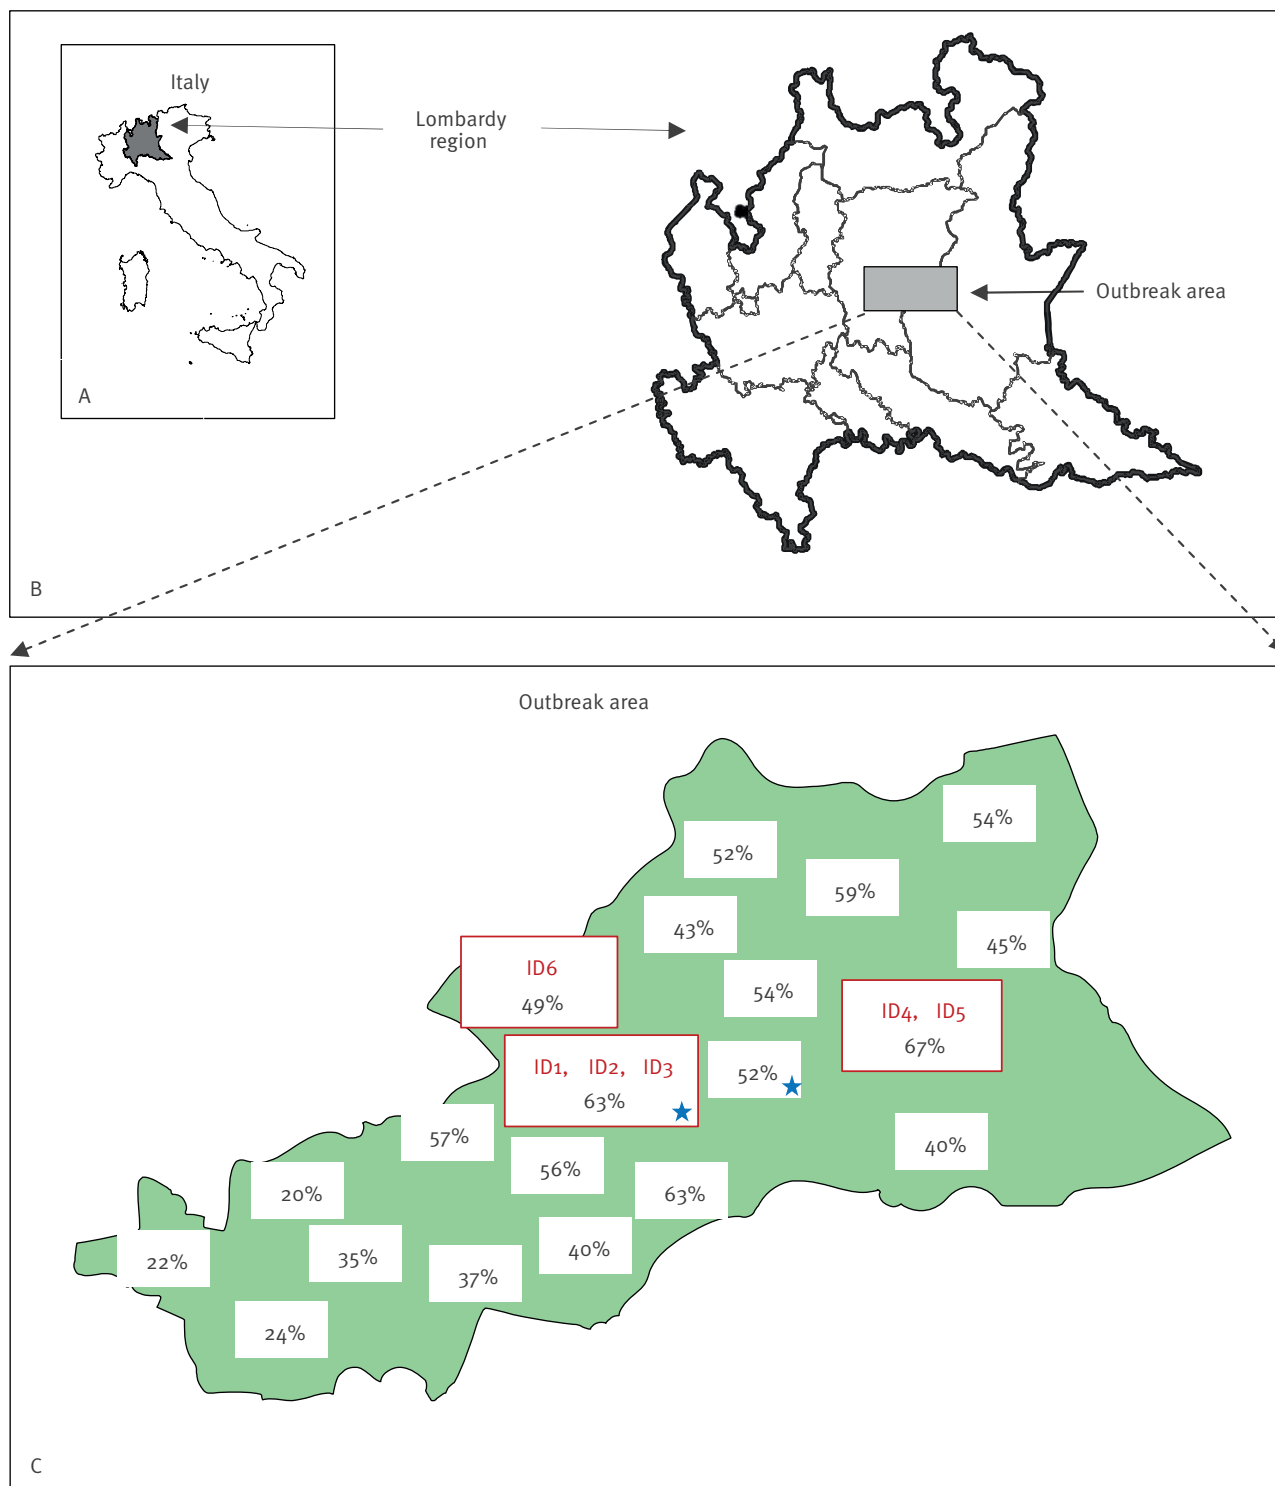 Italy
Lombardy
region
Outbreak area
A
B
Outbreak area
54%
52%
59%
43%
45%
ID6
49%
54%
ID4, ID5
67%
ID1, ID2, ID3
63%
52%
57%
40%
56%
20%
63%
22%
35%
40%
37%
24%
C